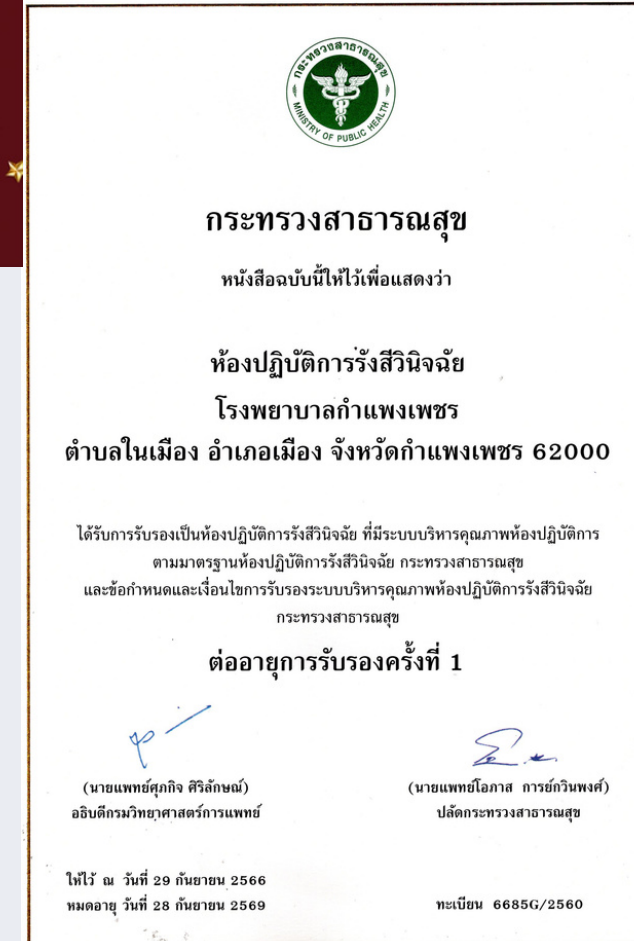 กระทรวงสาธารณสุข
MINISTRY OF PUBLIC HEALTH
กระทรวงสาธารณสุข
หนังสือฉบับนี้ให้ไว้เพื่อแสดงว่า
ห้องปฏิบัติการรังสีวินิจฉัย
โรงพยาบาลกำแพงเพชร
ตำบลในเมือง อำเภอเมือง จังหวัดกำแพงเพชร 62000
ได้รับการรับรองเป็นห้องปฏิบัติการรังสีวินิจฉัย ที่มีระบบบริหารคุณภาพห้องปฏิบัติการ
ตามมาตรฐานห้องปฏิบัติการรังสีวินิจฉัย กระทรวงสาธารณสุข
และข้อกำหนดและเงื่อนไขการรับรองระบบบริหารคุณภาพห้องปฏิบัติการรังสีวินิจฉัย
กระทรวงสาธารณสุข
ต่ออายุการรับรองครั้งที่ 1
(นายแพทย์ศุภกิจ ศิริลักษณ์)
อธิบดีกรมวิทยาศาสตร์การแพทย์
(นายแพทย์โอภาส การย์กวินพงศ์)
ปลัดกระทรวงสาธารณสุข
ให้ไว้ ณ วันที่ 29 กันยายน 2566
หมดอายุ วันที่ 28 กันยายน 2569
ทะเบียน 6685G/2560